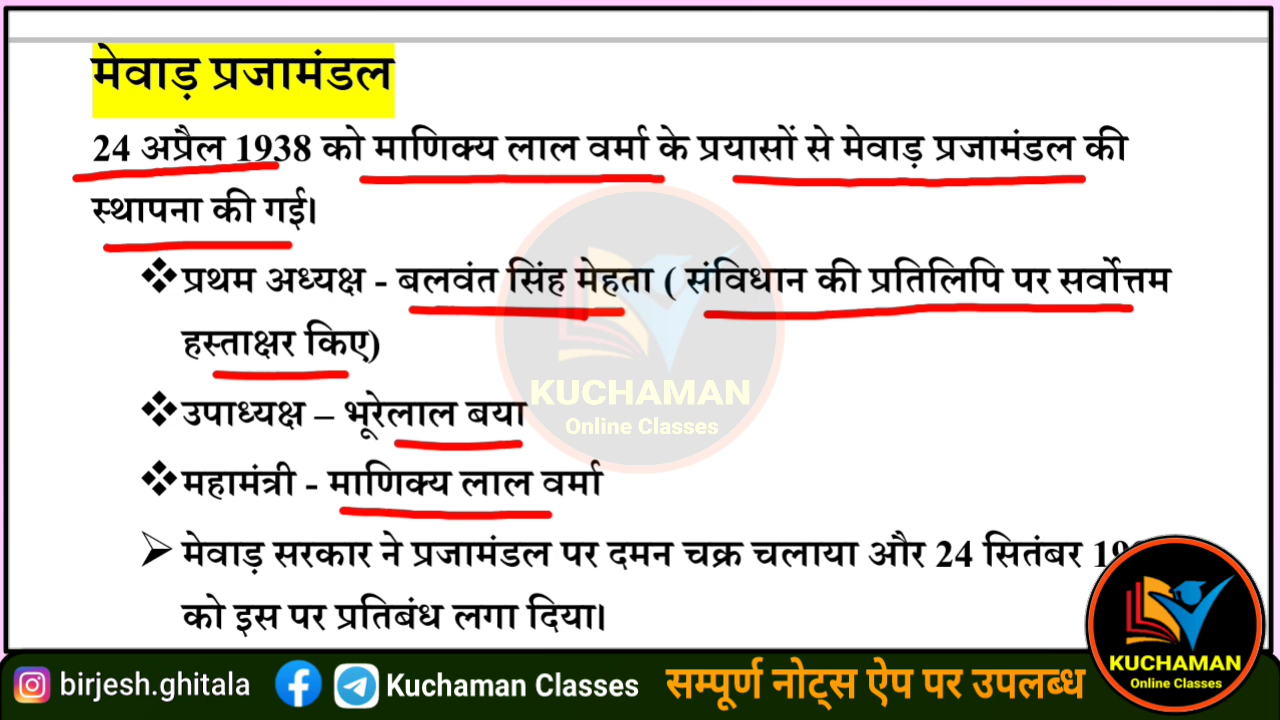 मेवाड़ प्रजामंडल
24 अप्रैल 1938 को माणिक्य लाल वर्मा के प्रयासों से मेवाड़ प्रजामंडल की
स्थापना की गई।
❖प्रथम अध्यक्ष - बलवंत सिंह मेहता ( संविधान की प्रतिलिपि पर सर्वोत्तम
हस्ताक्षर किए)
❖उपाध्यक्ष – भूरेलाल बया
❖महामंत्री - माणिक्य लाल वर्मा
➢ मेवाड़ सरकार ने प्रजामंडल पर दमन चक्र चलाया और 24 सितंबर
को इस पर प्रतिबंध लगा दिया।
KUCHAMAN
Online Classes
KUCHAMAN
Online Classes
birjesh.ghitala Kuchaman Classes सम्पूर्ण नोट्स ऐप पर उपलब्ध